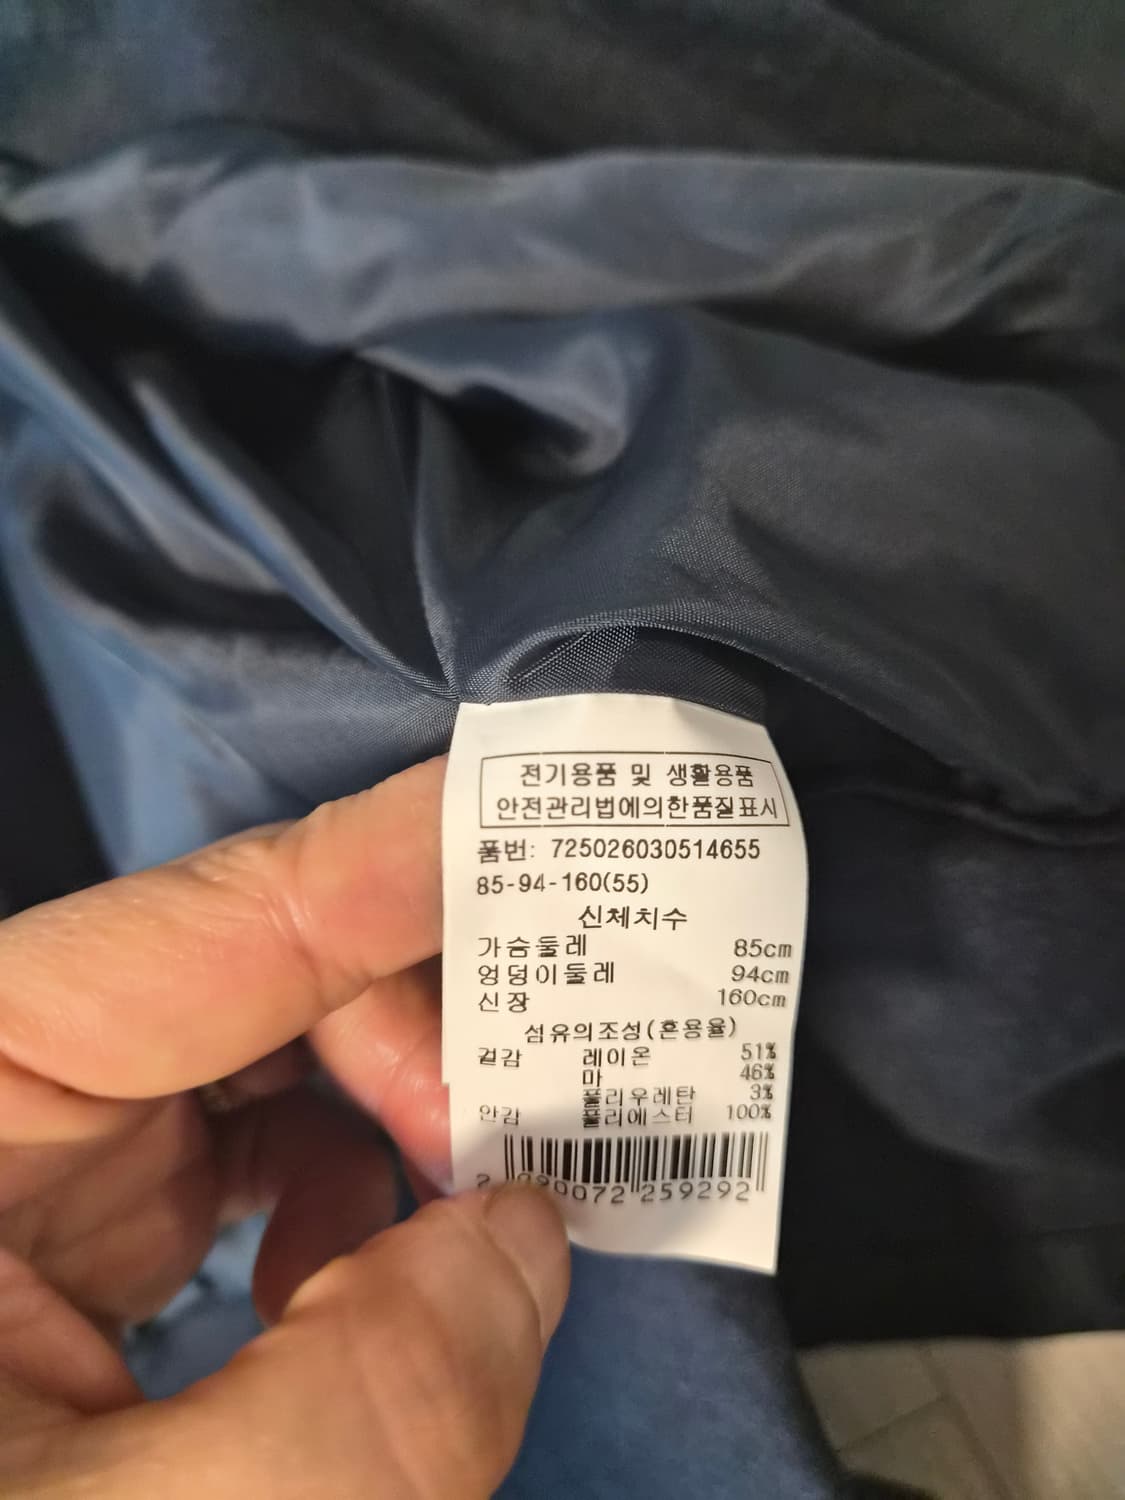 전기용품 및 생활용품
안전관리법에의한품질표시
품번: 725026030514655
85-94-160(55)
신체치수
가슴둘레 85cm
엉덩이둘레 94cm
신장 160cm
섬유의조성(혼용율)
겉감 레이온 51%
마 46%
폴리우레탄 3%
안감 폴리에스터 100%
2 090072 259292